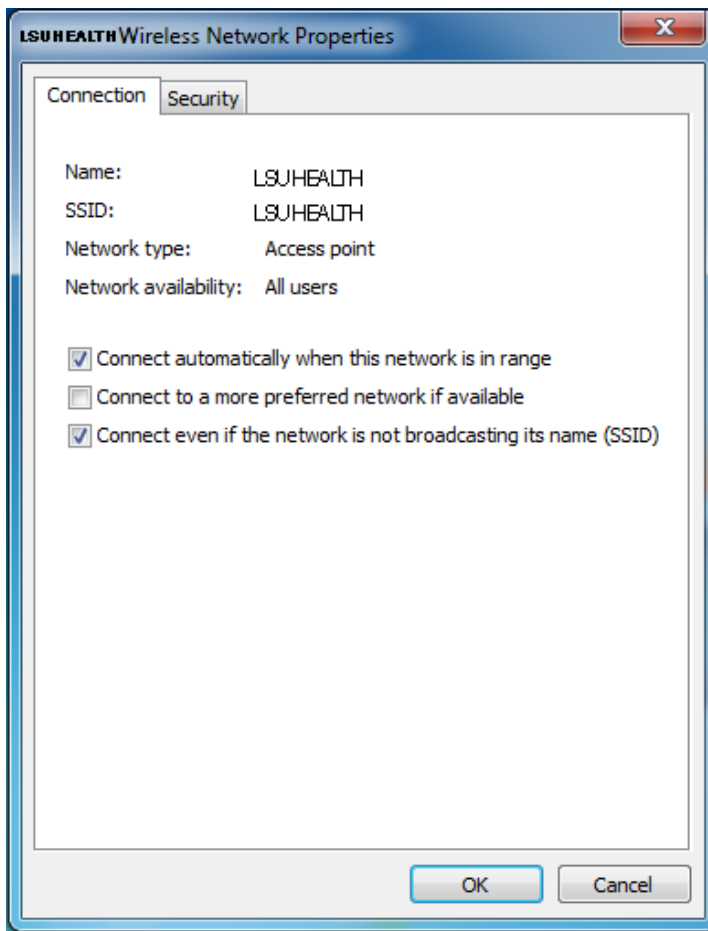 LSUHEALTH Wireless Network Properties
Connection Security
Name: LSUHEALTH
SSID: LSUHEALTH
Network type: Access point
Network availability: All users
Connect automatically when this network is in range
Connect to a more preferred network if available
Connect even if the network is not broadcasting its name (SSID)
OK Cancel